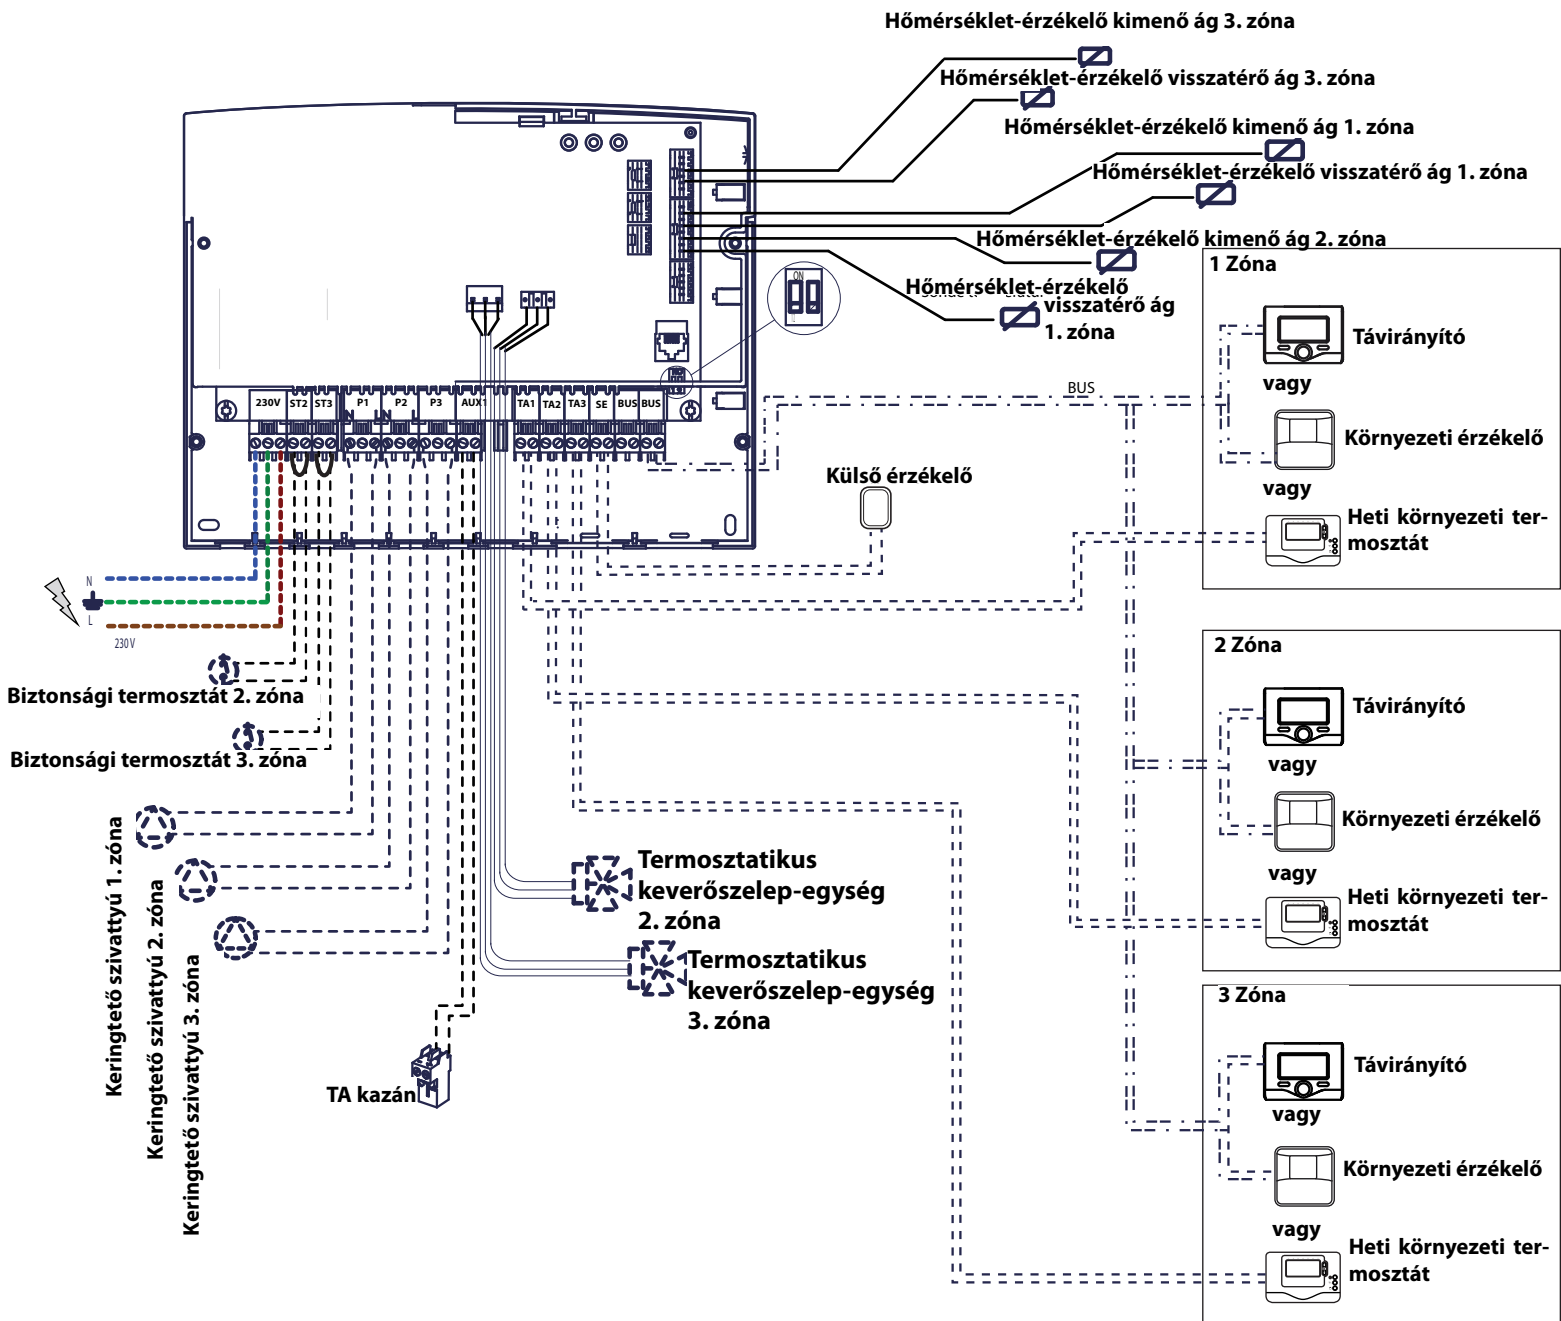 Hőmérséklet-érzékelő kimenő ág 3. zóna
Hőmérséklet-érzékelő visszatérő ág 3. zóna
Hőmérséklet-érzékelő kimenő ág 1. zóna
Hőmérséklet-érzékelő visszatérő ág 1. zóna
Hőmérséklet-érzékelő kimenő ág 2. zóna
Hőmérséklet-érzékelő
visszatérő ág
1. zóna
ON
1 Zóna
Távirányító
vagy
Környezeti érzékelő
vagy
Heti környezeti ter-
mosztát
BUS
230V ST2 ST3 P1 P2 P3 AUX1 TA1 TA2 TA3 SE BUS BUS
N L N L
Külső érzékelő
N
L
230 V
Biztonsági termosztát 2. zóna
Biztonsági termosztát 3. zóna
Keringtető szivattyú 1. zóna
Keringtető szivattyú 2. zóna
Keringtető szivattyú 3. zóna
Termosztatikus
keverőszelep-egység
2. zóna
Termosztatikus
keverőszelep-egység
3. zóna
TA kazán
2 Zóna
Távirányító
vagy
Környezeti érzékelő
vagy
Heti környezeti ter-
mosztát
3 Zóna
Távirányító
vagy
Környezeti érzékelő
vagy
Heti környezeti ter-
mosztát